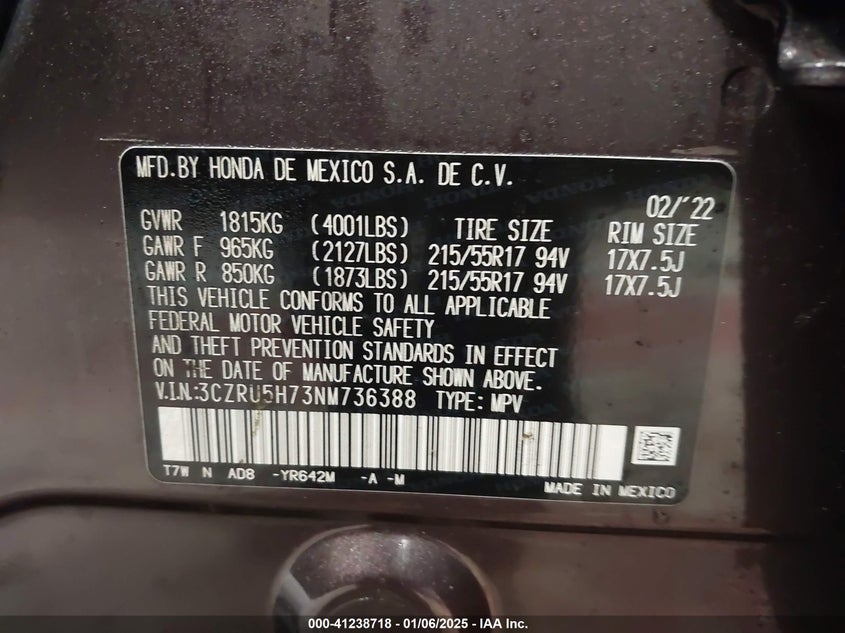 MFD.BY HONDA DE MEXICO S.A. DE C.V.
02/'22
GVWR 1815KG (4001LBS) TIRE SIZE RIM SIZE
GAWR F 965KG (2127LBS) 215/55R17 94V 17X7.5J
GAWR R 850KG (1873LBS) 215/55R17 94V 17X7.5J
THIS VEHICLE CONFORMS TO ALL APPLICABLE
FEDERAL MOTOR VEHICLE SAFETY
AND THEFT PREVENTION STANDARDS IN EFFECT
ON THE DATE OF MANUFACTURE SHOWN ABOVE.
V.I.N.:3CZRU5H73NM736388 TYPE: MPV
T7W N AD8 -YR642M -A -M
MADE IN MEXICO
000-41238718 - 01/06/2025 - IAA Inc.